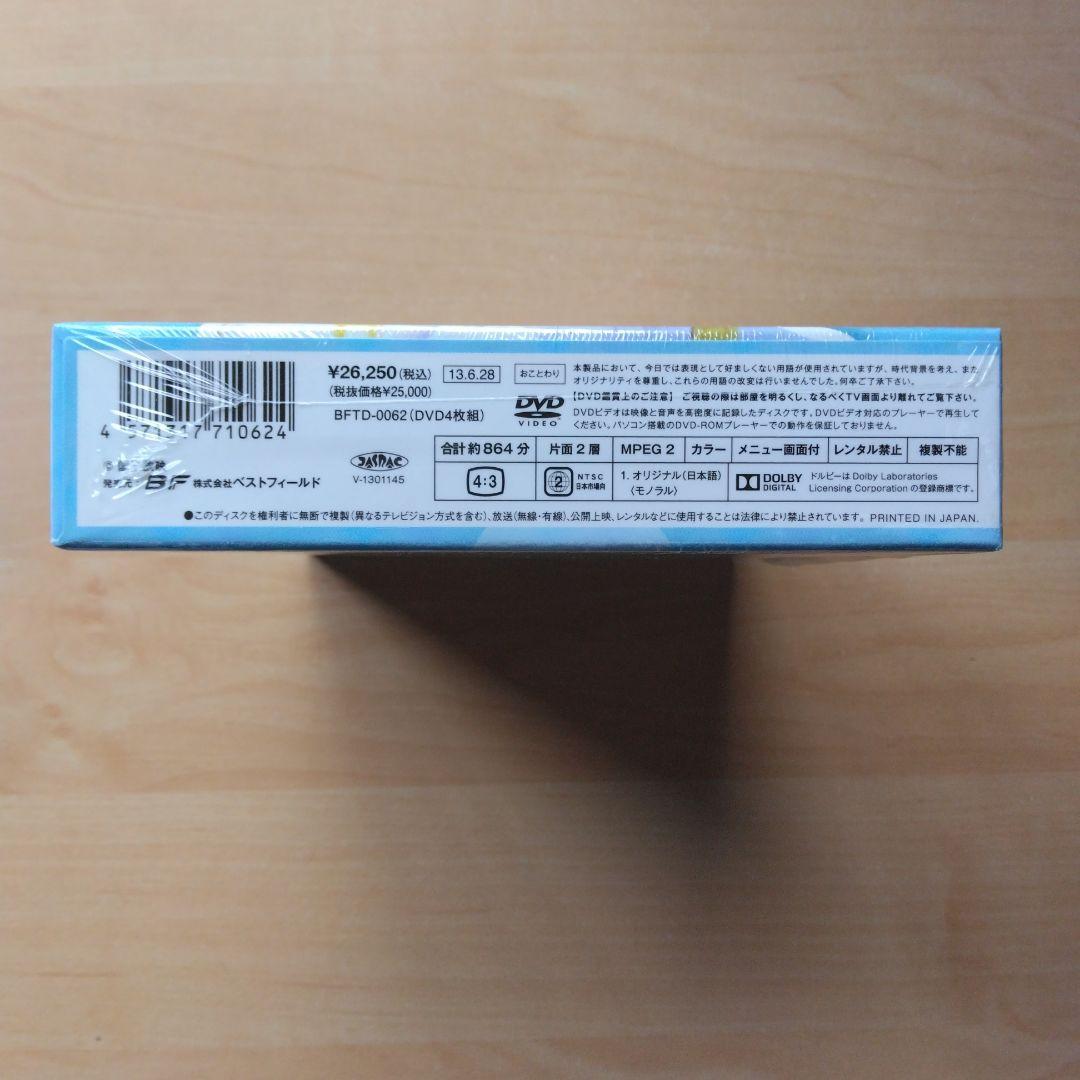 ¥26,250(税込)
(税抜価格¥25,000)
13.6.28
おことわり
本製品において、今日では表現として好ましくない用語が使用されていますが、時代背景を考え、また
オリジナリティを尊重し、これらの用語の改変は行いませんでした。何卒ご了承下さい。
BFTD-0062(DVD4枚組)
DVD
VIDEO
【DVD鑑賞上のご注意】 ご視聴の際は部屋を明るくし、なるべくTV画面より離れてご覧下さい。
DVDビデオは映像と音声を高密度に記録したディスクです。DVDビデオ対応のプレーヤーで再生して
ください。パソコン搭載のDVD-ROMプレーヤーでの動作を保証しておりません。
710624
JASRAC
V-1301145
発売元
BF 株式会社ベストフィールド
合計 約864分 片面2層 MPEG 2 カラー メニュー画面付 レンタル禁止 複製不能
4:3
2
NTSC
日本市場向
1. オリジナル(日本語)
〈モノラル〉
DOLBY
DIGITAL
ドルビーは Dolby Laboratories
Licensing Corporation の登録商標です。
●このディスクを権利者に無断で複製(異なるテレビジョン方式を含む)、放送(無線・有線)、公開上映、レンタルなどに使用することは法律により禁止されています。 PRINTED IN JAPAN.